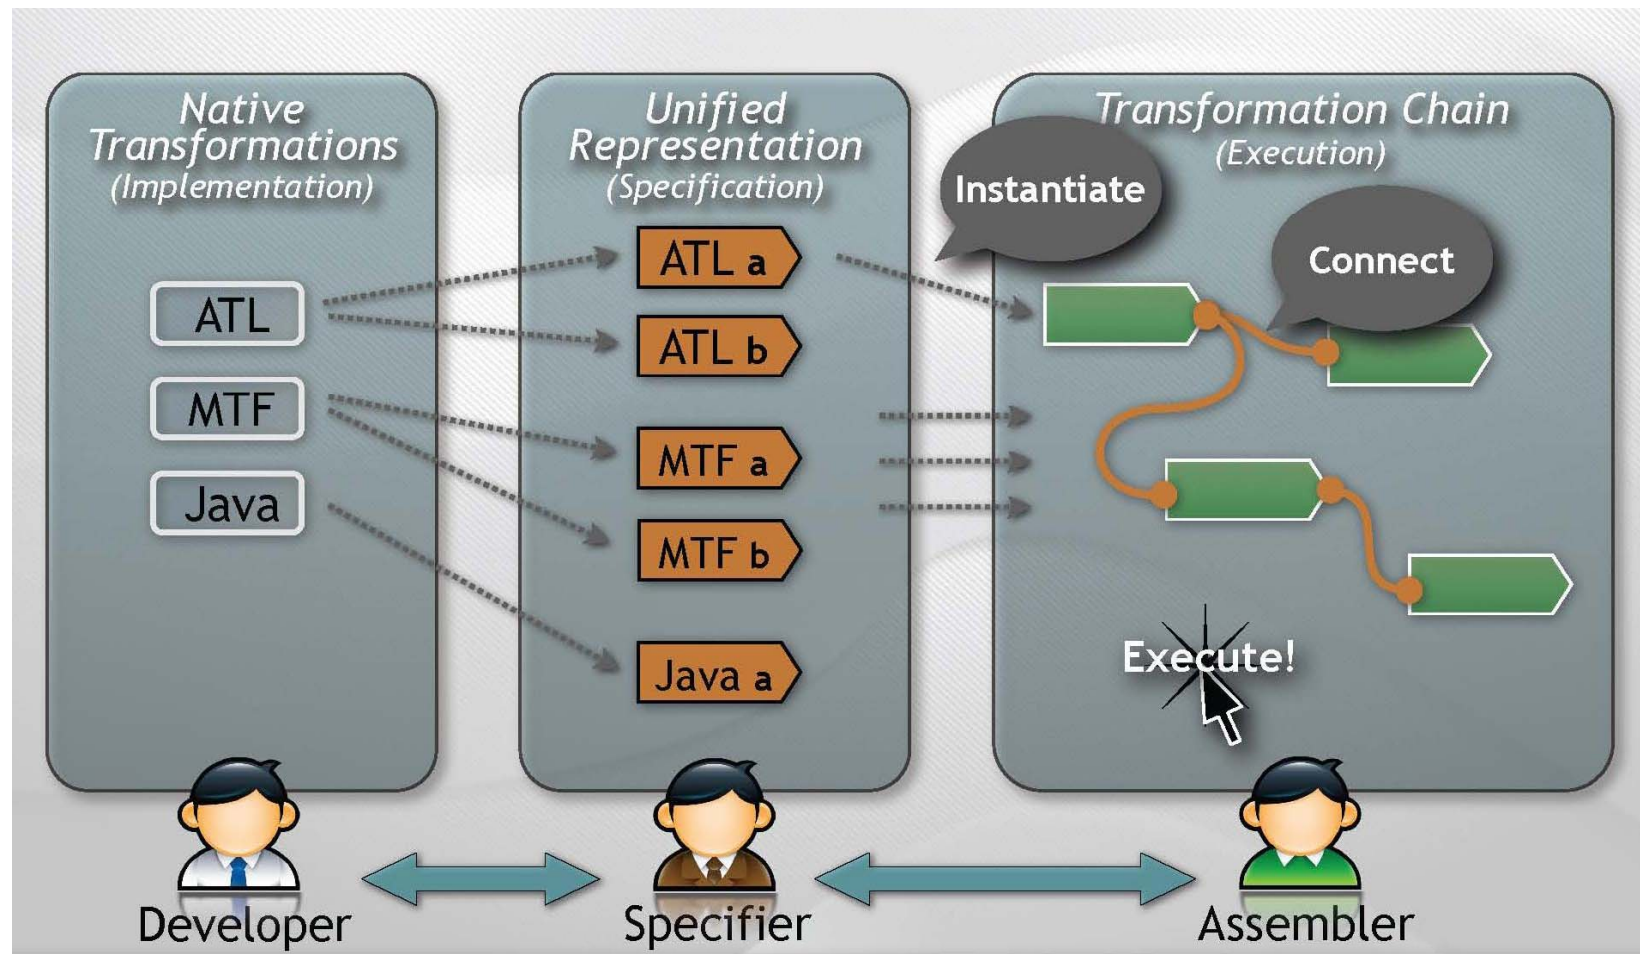 Native
Transformations
(Implementation)
ATL
MTF
Java
Developer
Unified
Representation
(Specification)
ATL a
ATL b
MTF a
MTF b
Java a
Specifier
Transformation Chain
(Execution)
Instantiate
Connect
Execute!
Assembler